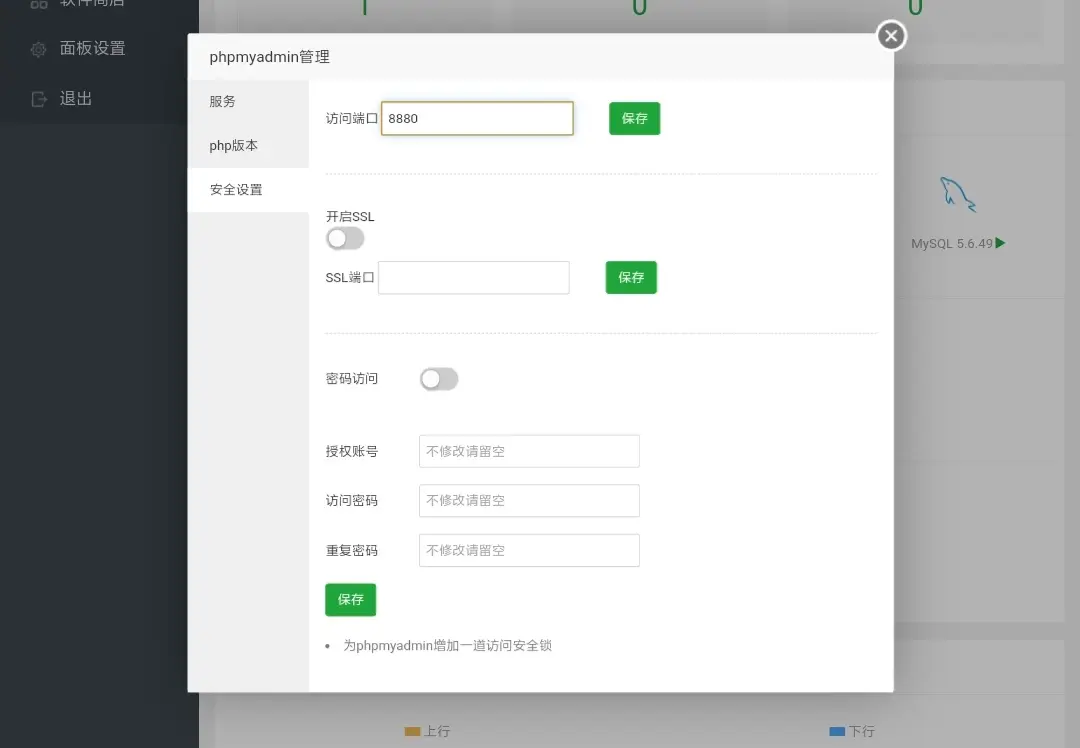 软件商店
面板设置
退出
1
0
0
phpmyadmin管理
服务
php版本
安全设置
访问端口
8880
保存
开启SSL
SSL端口
保存
密码访问
授权账号
不修改请留空
访问密码
不修改请留空
重复密码
不修改请留空
保存
为phpmyadmin增加一道访问安全锁
MySQL 5.6.49
上行
下行